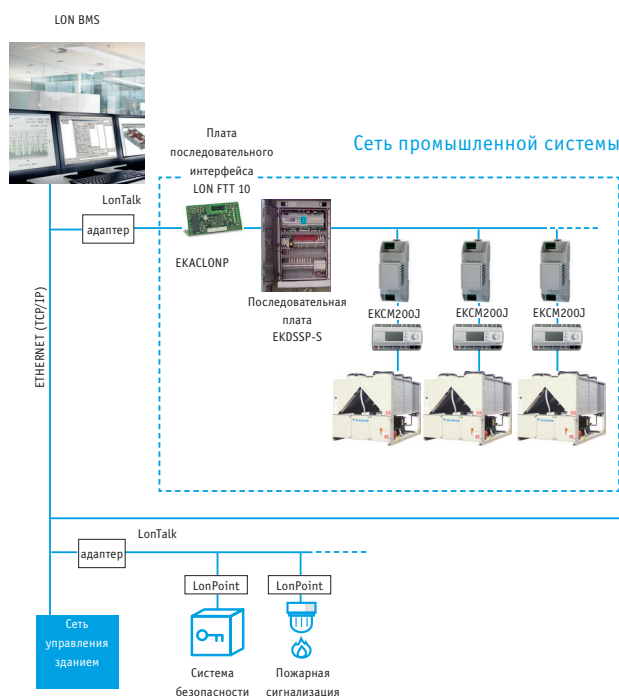 LON BMS
Плата
последовательного
интерфейса
LON FTT 10
Сеть промышленной системы
LonTalk
адаптер
EKACLONP
Последовательная
плата
EKDSSP-S
EKCM200J
EKCM200J
EKCM200J
ETHERNET (TCP/IP)
LonTalk
адаптер
LonPoint
LonPoint
Сеть
управления
зданием
Система
безопасности
Пожарная
сигнализация